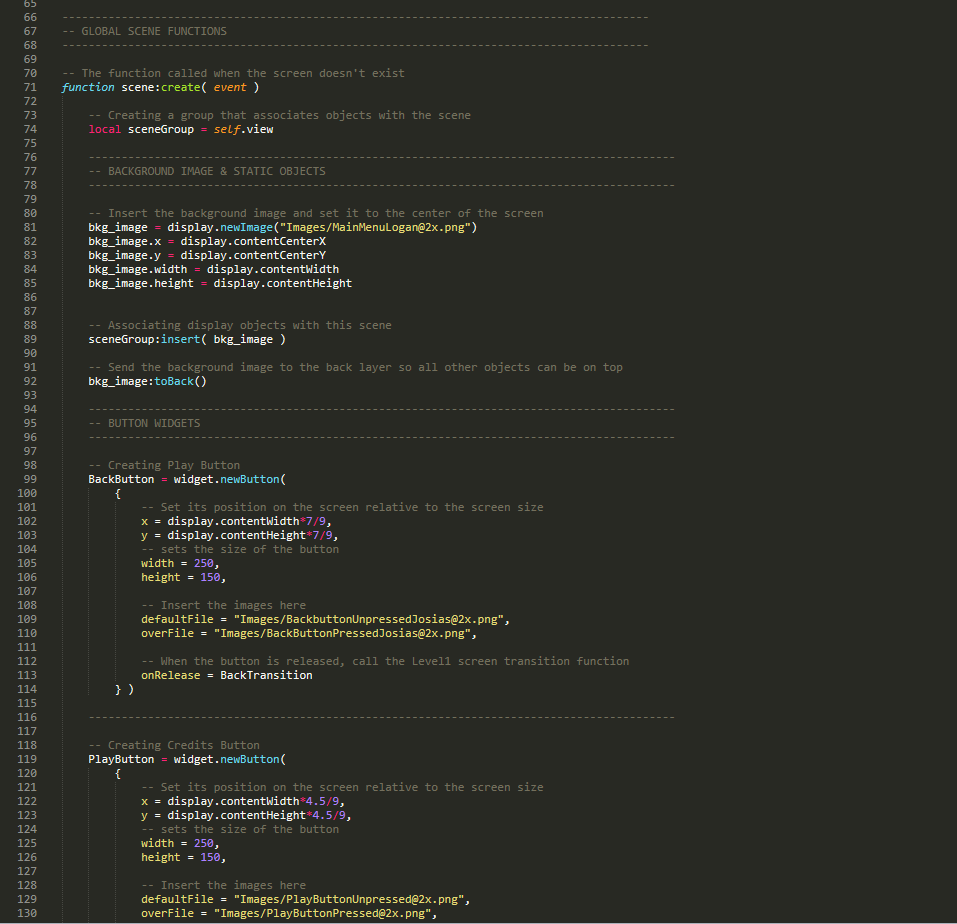 65
66 -----------------------------------------------------------------------------------------
67 -- GLOBAL SCENE FUNCTIONS
68 -----------------------------------------------------------------------------------------
69
70 -- The function called when the screen doesn't exist
71 function scene:create( event )
72
73 -- Creating a group that associates objects with the scene
74 local sceneGroup = self.view
75
76 -----------------------------------------------------------------------------------------
77 -- BACKGROUND IMAGE & STATIC OBJECTS
78 -----------------------------------------------------------------------------------------
79
80 -- Insert the background image and set it to the center of the screen
81 bkg_image = display.newImage("Images/MainMenuLogan@2x.png")
82 bkg_image.x = display.contentCenterX
83 bkg_image.y = display.contentCenterY
84 bkg_image.width = display.contentWidth
85 bkg_image.height = display.contentHeight
86
87
88 -- Associating display objects with this scene
89 sceneGroup:insert( bkg_image )
90
91 -- Send the background image to the back layer so all other objects can be on top
92 bkg_image:toBack()
93
94 -----------------------------------------------------------------------------------------
95 -- BUTTON WIDGETS
96 -----------------------------------------------------------------------------------------
97
98 -- Creating Play Button
99 BackButton = widget.newButton(
100 {
101 -- Set its position on the screen relative to the screen size
102 x = display.contentWidth*7/9,
103 y = display.contentHeight*7/9,
104 -- sets the size of the button
105 width = 250,
106 height = 150,
107
108 -- Insert the images here
109 defaultFile = "Images/BackbuttonUnpressedJosias@2x.png",
110 overFile = "Images/BackButtonPressedJosias@2x.png",
111
112 -- When the button is released, call the Level1 screen transition function
113 onRelease = BackTransition
114 } )
115
116 -----------------------------------------------------------------------------------------
117
118 -- Creating Credits Button
119 PlayButton = widget.newButton(
120 {
121 -- Set its position on the screen relative to the screen size
122 x = display.contentWidth*4.5/9,
123 y = display.contentHeight*4.5/9,
124 -- sets the size of the button
125 width = 250,
126 height = 150,
127
128 -- Insert the images here
129 defaultFile = "Images/PlayButtonUnpressed@2x.png",
130 overFile = "Images/PlayButtonPressed@2x.png",